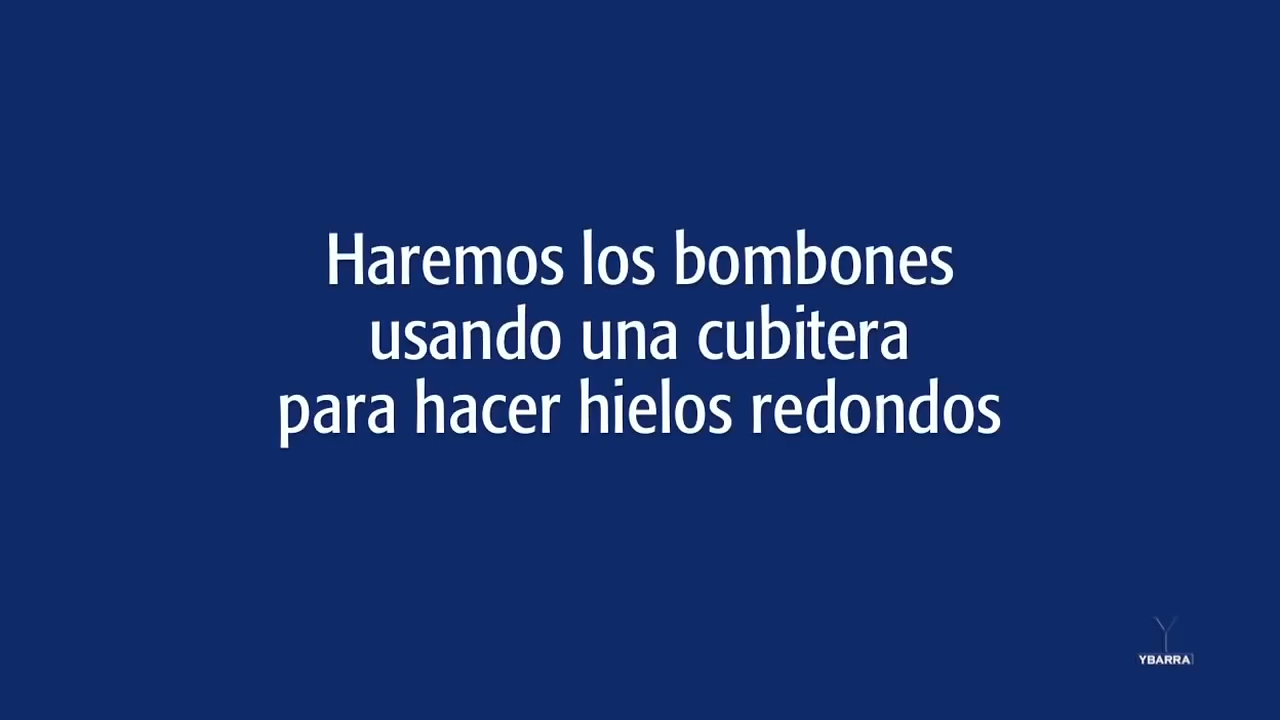 Haremos los bombones
usando una cubitera
para hacer hielos redondos
Y
YBARRA